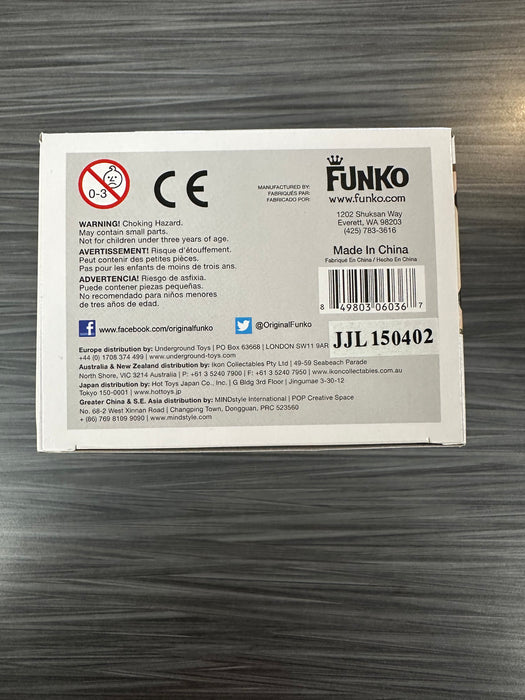 0-3
CE
MANUFACTURED BY:
FABRIQUÉS PAR:
FABRICADO POR:
FUNKO
www.funko.com
1202 Shuksan Way
Everett, WA 98203
(425) 783-3616
Made In China
Fabriqué En China / Hecho En China
8 49803 06036 7
JJL 150402
WARNING! Choking Hazard.
May contain small parts.
Not for children under three years of age.
AVERTISSEMENT! Risque d'étouffement.
Peut contenir des petites pièces.
Pas pour les enfants de moins de trois ans.
ADVERTENCIA! Riesgo de asfixia.
Puede contener piezas pequeñas.
No recomendado para niños menores
de tres años de edad.
f www.facebook.com/originalfunko
@OriginalFunko
Europe distribution by: Underground Toys | PO Box 63668 | LONDON SW11 9AR
+44 (0) 1708 374 499 | www.underground-toys.com
Australia & New Zealand distribution by: Ikon Collectables Pty Ltd | 49-59 Seabeach Parade
North Shore, VIC 3214 Australia | P: +61 3 5240 7900 | F: +61 3 5240 7950 | www.ikoncollectables.com.au
Japan distribution by: Hot Toys Japan Co., Inc. | G Bldg 3rd Floor | Jingumae 3-30-12
Tokyo 150-0001 | www.hottoys.jp
Greater China & S.E. Asia distribution by: MINDstyle International | POP Creative Space
No. 68-2 West Xinnan Road | Changping Town, Dongguan, PRC 523560
+ (86) 769 8109 9090 | www.mindstyle.com